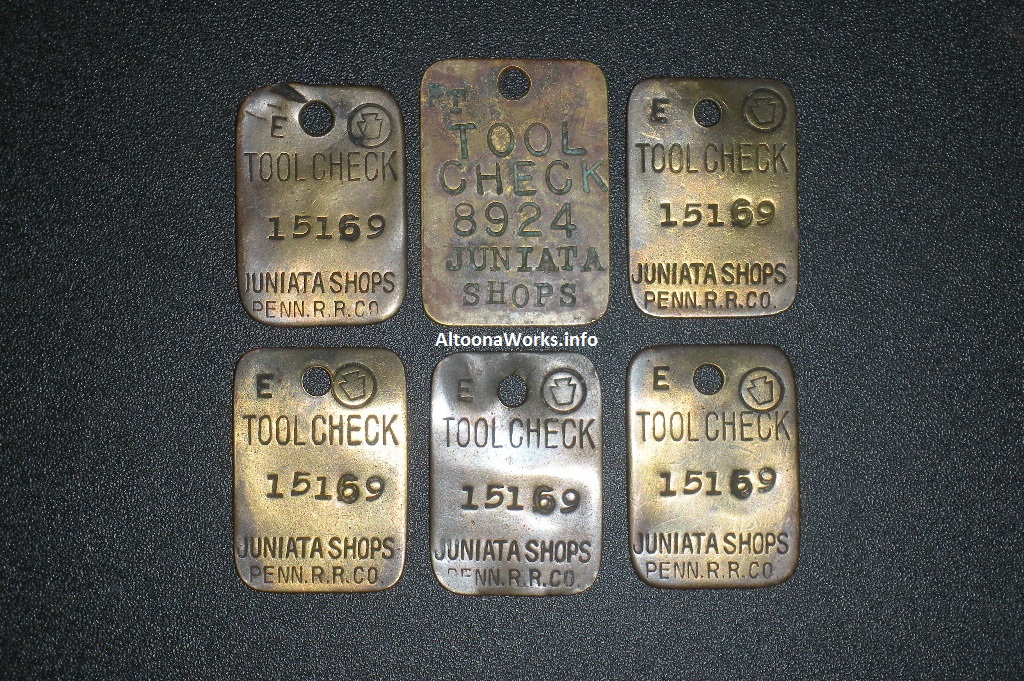 E
TOOL CHECK
15169
JUNIATA SHOPS
PENN.R.R.CO.
TOOL
CHECK
8924
JUNIATA
SHOPS
E
TOOL CHECK
15169
JUNIATA SHOPS
PENN.R.R.CO.
AltoonaWorks.info
E
TOOL CHECK
15169
JUNIATA SHOPS
PENN.R.R.CO.
E
TOOL CHECK
15169
JUNIATA SHOPS
PENN.R.R.CO.
E
TOOL CHECK
15169
JUNIATA SHOPS
PENN.R.R.CO